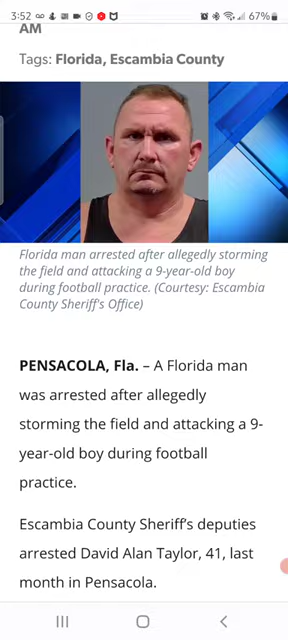 3:52
67%
AM
Tags: Florida, Escambia County
Florida man arrested after allegedly storming
the field and attacking a 9-year-old boy
during football practice. (Courtesy: Escambia
County Sheriff's Office)
PENSACOLA, Fla. – A Florida man
was arrested after allegedly
storming the field and attacking a 9-
year-old boy during football
practice.
Escambia County Sheriff's deputies
arrested David Alan Taylor, 41, last
month in Pensacola.